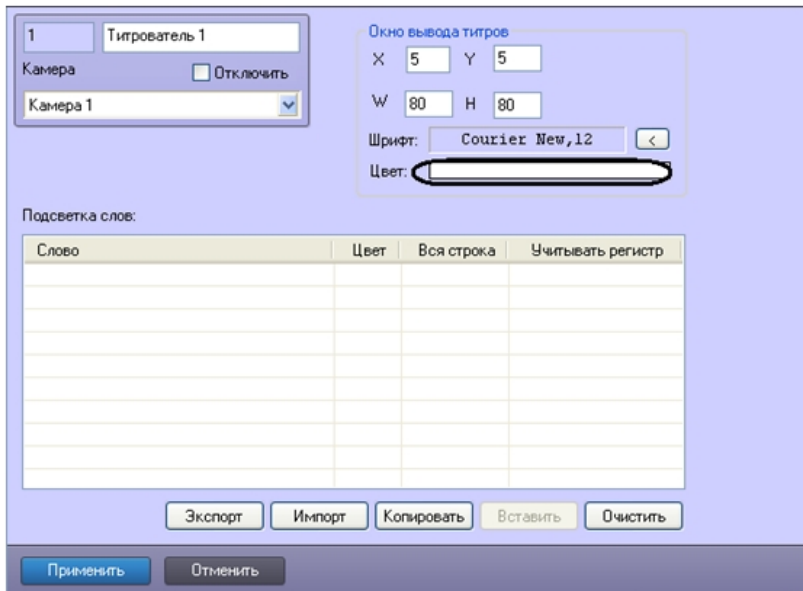 1 Титрователь 1
Камера Отключить
Камера 1
Окно вывода титров
X 5 Y 5
W 80 H 80
Шрифт: Courier New,12 <
Цвет:
Подсветка слов:
Слово Цвет Вся строка Учитывать регистр
Экспорт Импорт Копировать Вставить Очистить
Применить Отменить